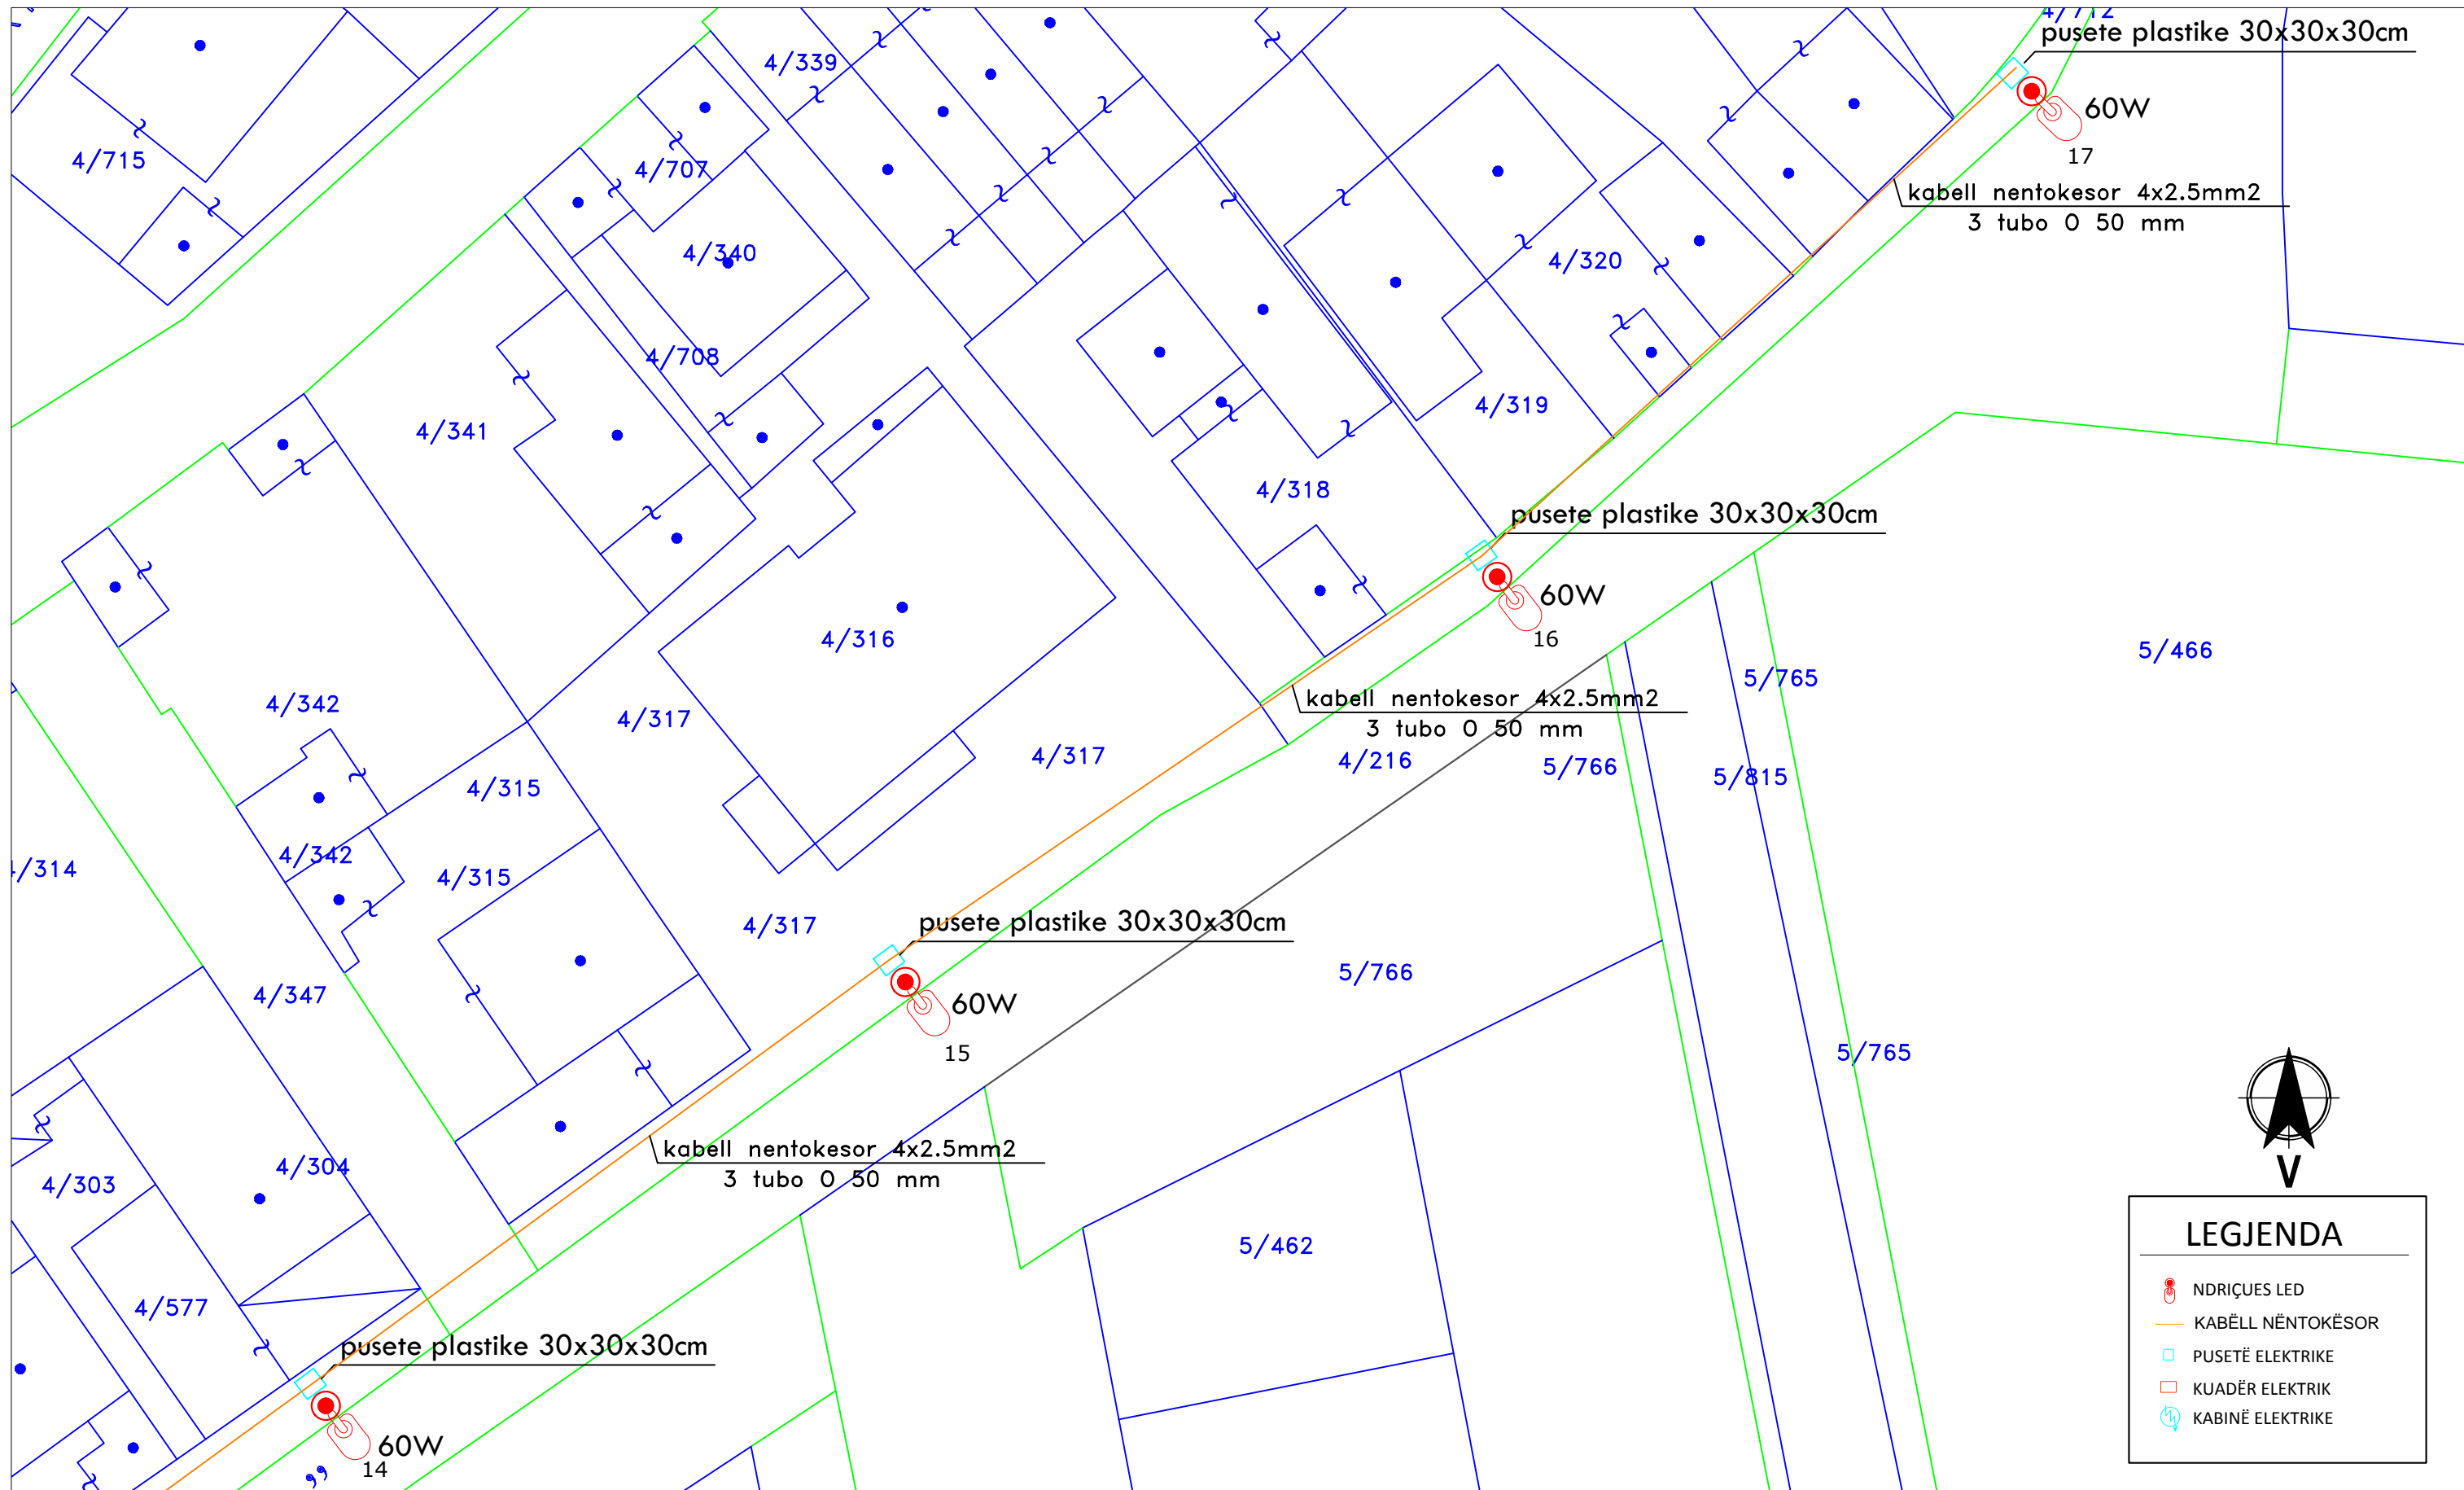 4/712
pusete plastike 30x30x30cm
4/339
60W
4/715
17
4/707
kabell nentokesor 4x2.5mm2
3 tubo 0 50 mm
4/340
4/320
4/708
4/319
4/341
4/318
pusete plastike 30x30x30cm
60W
16
4/316
5/466
5/765
4/342
kabell nentokesor 4x2.5mm2
4/317
3 tubo 0 50 mm
4/317
4/216
5/766
5/815
4/315
4/342
/314
4/315
pusete plastike 30x30x30cm
4/317
5/766
4/347
60W
15
5/765
kabell nentokesor 4x2.5mm2
4/304
3 tubo 0 50 mm
4/303
V
LEGJENDA
5/462
NDRIÇUES LED
4/577
KABËLL NËNTOKËSOR
pusete plastike 30x30x30cm
PUSETË ELEKTRIKE
KUADËR ELEKTRIK
KABINË ELEKTRIKE
60W
14